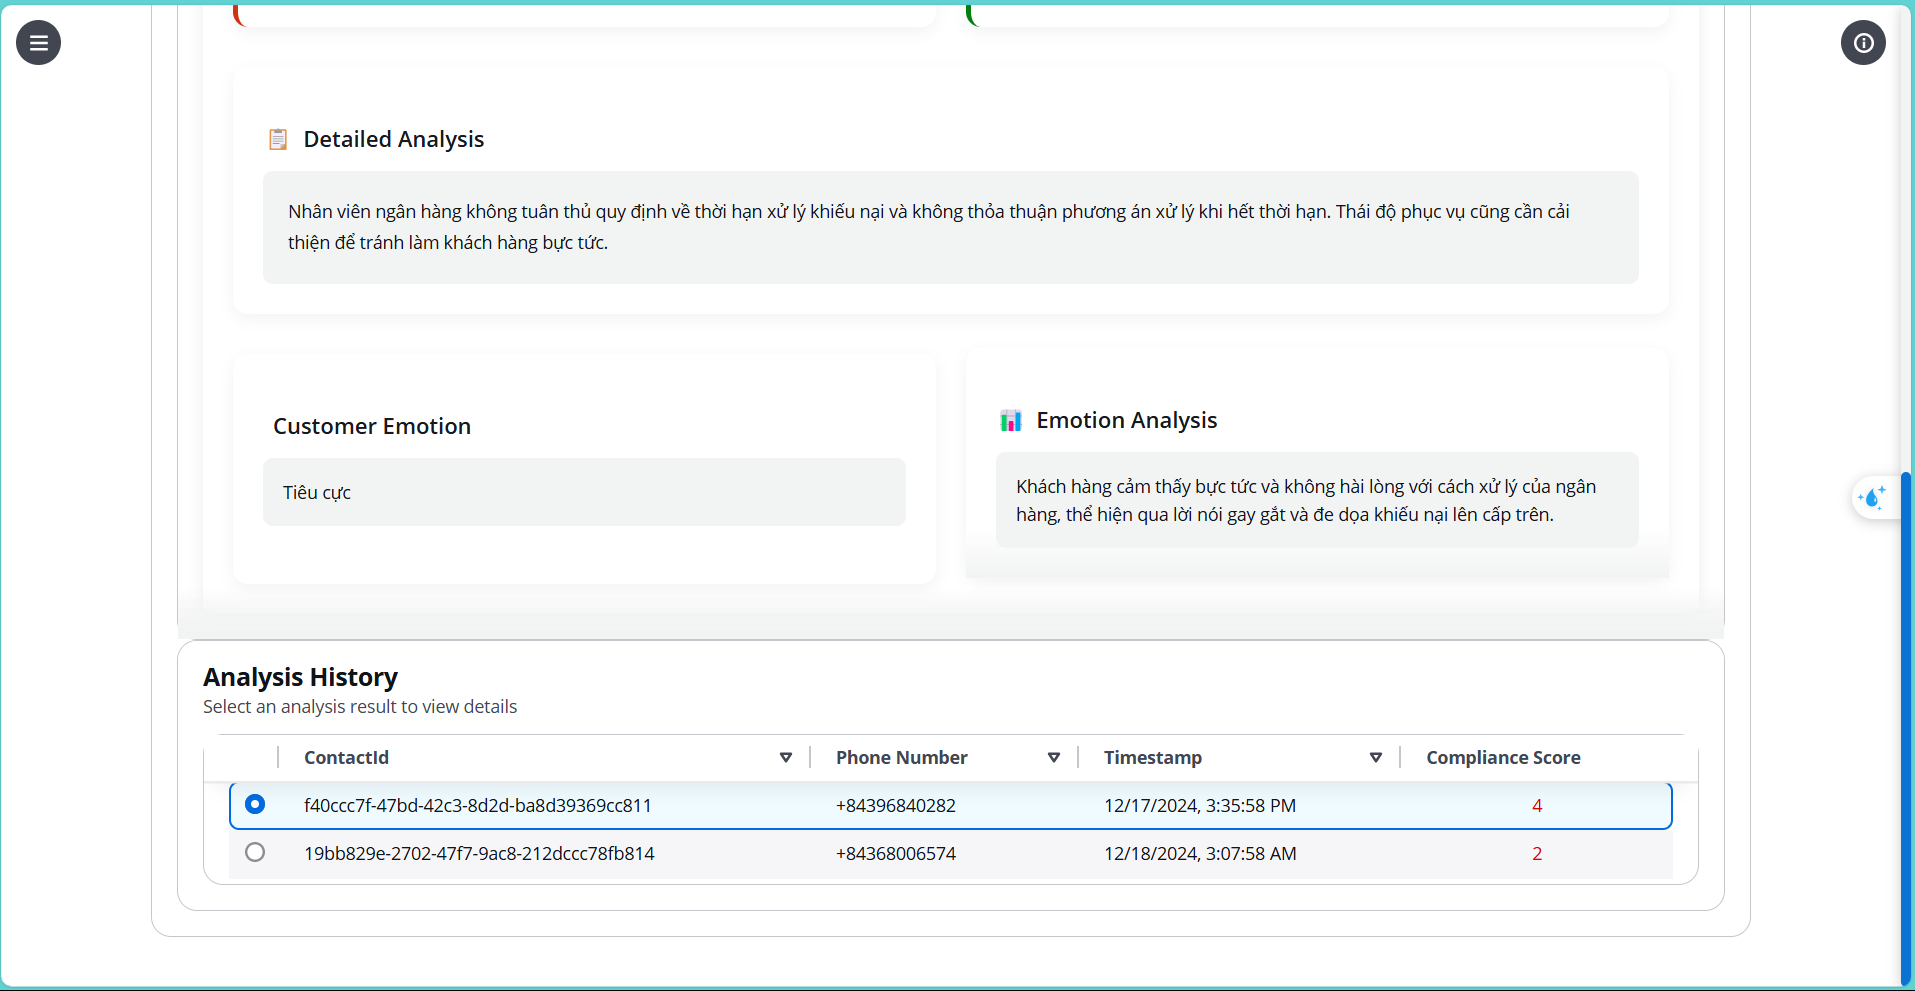 Detailed Analysis
Nhân viên ngân hàng không tuân thủ quy định về thời hạn xử lý khiếu nại và không thỏa thuận phương án xử lý khi hết thời hạn. Thái độ phục vụ cũng cần cải
thiện để tránh làm khách hàng bực tức.
Customer Emotion
Tiêu cực
Emotion Analysis
Khách hàng cảm thấy bực tức và không hài lòng với cách xử lý của ngân
hàng, thể hiện qua lời nói gay gắt và đe dọa khiếu nại lên cấp trên.
Analysis History
Select an analysis result to view details
ContactId Phone Number Timestamp Compliance Score
f40ccc7f-47bd-42c3-8d2d-ba8d39369cc811 +84396840282 12/17/2024, 3:35:58 PM 4
19bb829e-2702-47f7-9ac8-212dccc78fb814 +84368006574 12/18/2024, 3:07:58 AM 2